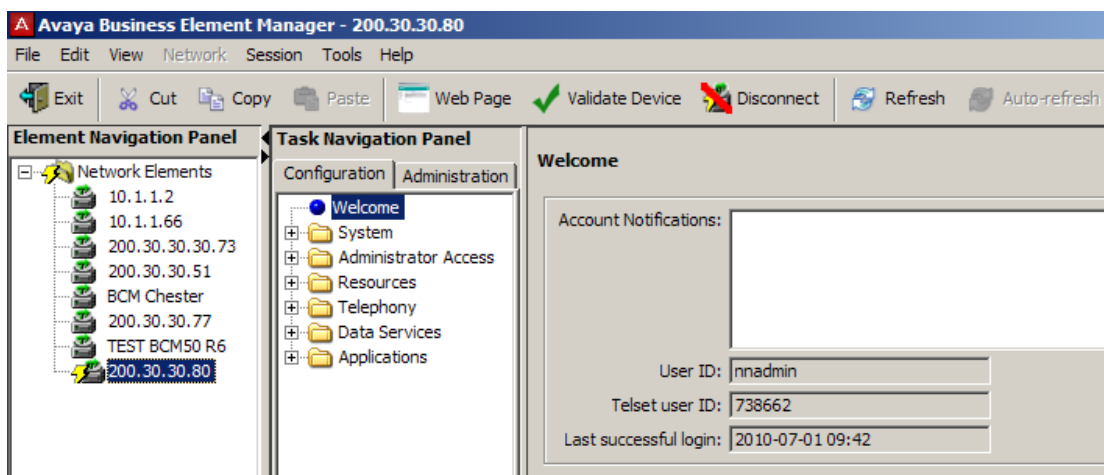 Avaya Business Element Manager - 200.30.30.80
File Edit View Network Session Tools Help
Exit Cut Copy Paste Web Page Validate Device Disconnect Refresh Auto-refresh
Element Navigation Panel
Network Elements
10.1.1.2
10.1.1.66
200.30.30.30.73
200.30.30.51
BCM Chester
200.30.30.77
TEST BCM50 R6
200.30.30.80
Task Navigation Panel
Configuration Administration
Welcome
System
Administrator Access
Resources
Telephony
Data Services
Applications
Welcome
Account Notifications:
User ID: nnadmin
Telset user ID: 738662
Last successful login: 2010-07-01 09:42